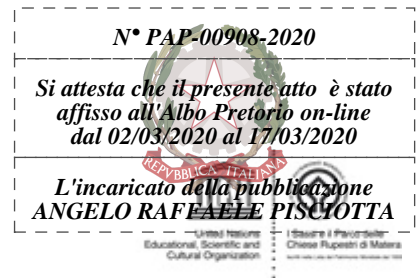 N° PAP-00908-2020
Si attesta che il presente atto è stato
affisso all'Albo Pretorio on-line
dal 02/03/2020 al 17/03/2020
REPVBBLICA ITALIANA
L'incaricato della pubblicazione
ANGELO RAFFAELE PISCIOTTA
United Nations
Educational, Scientific and
Cultural Organization
I Sassi e il Parco delle
Chiese Rupestri di Matera